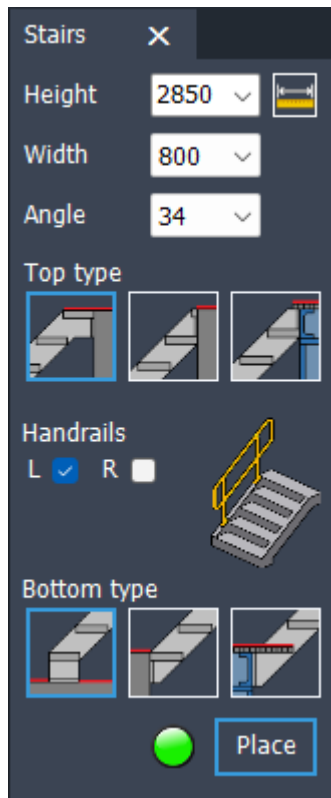 Stairs
Height 2850
Width 800
Angle 34
Top type
Handrails
L R
Bottom type
Place